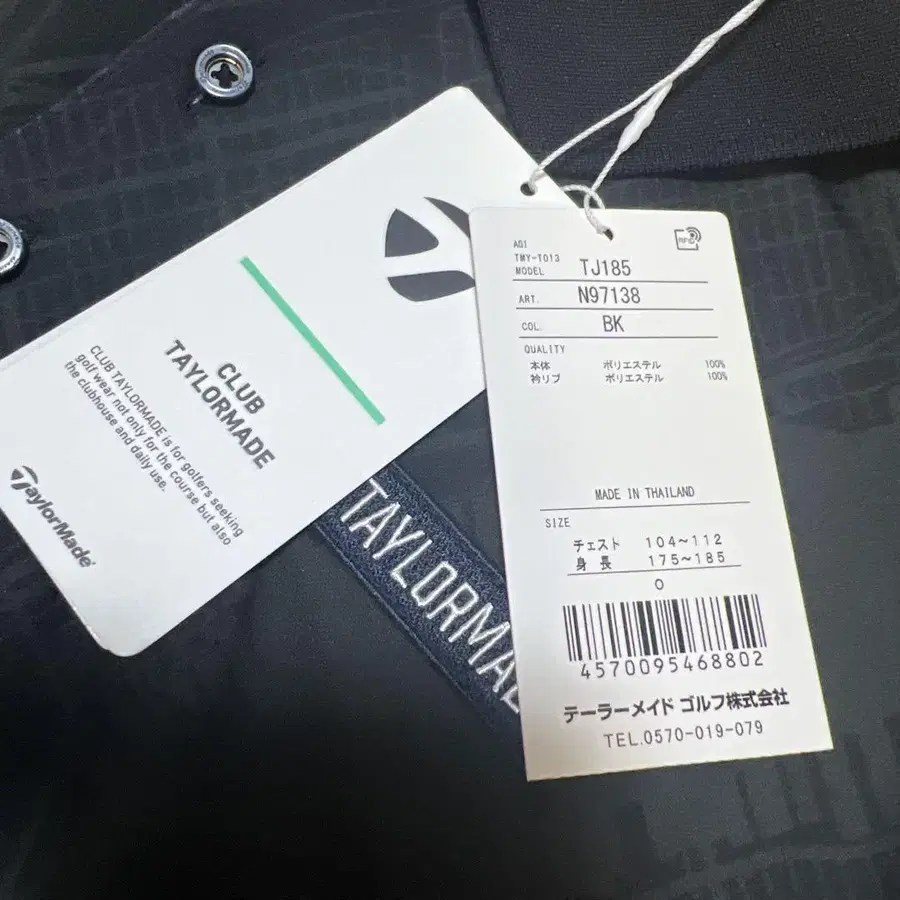 CLUB
TAYLORMADE
CLUB TAYLORMADE is for golfers seeking
golf wear not only for the course but also
the clubhouse and daily use.
TaylorMade
TAYLORMADE
AGI
TMY-T013
MODEL TJ185
RFID
ART. N97138
COL. BK
QUALITY
本体 ポリエステル 100%
衿リブ ポリエステル 100%
MADE IN THAILAND
SIZE
チェスト 104~112
身長 175~185
O
4570095468802
テーラーメイド ゴルフ株式会社
TEL.0570-019-079